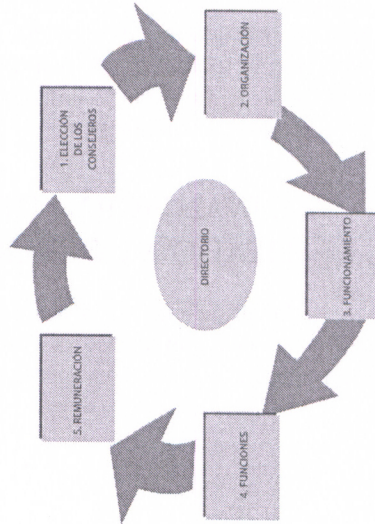 1. ELECCIÓN
DE LOS
CONSEJEROS
2. ORGANIZACIÓN
3. FUNCIONAMIENTO
4. FUNCIONES
5. REMUNERACIÓN
DIRECTORIO